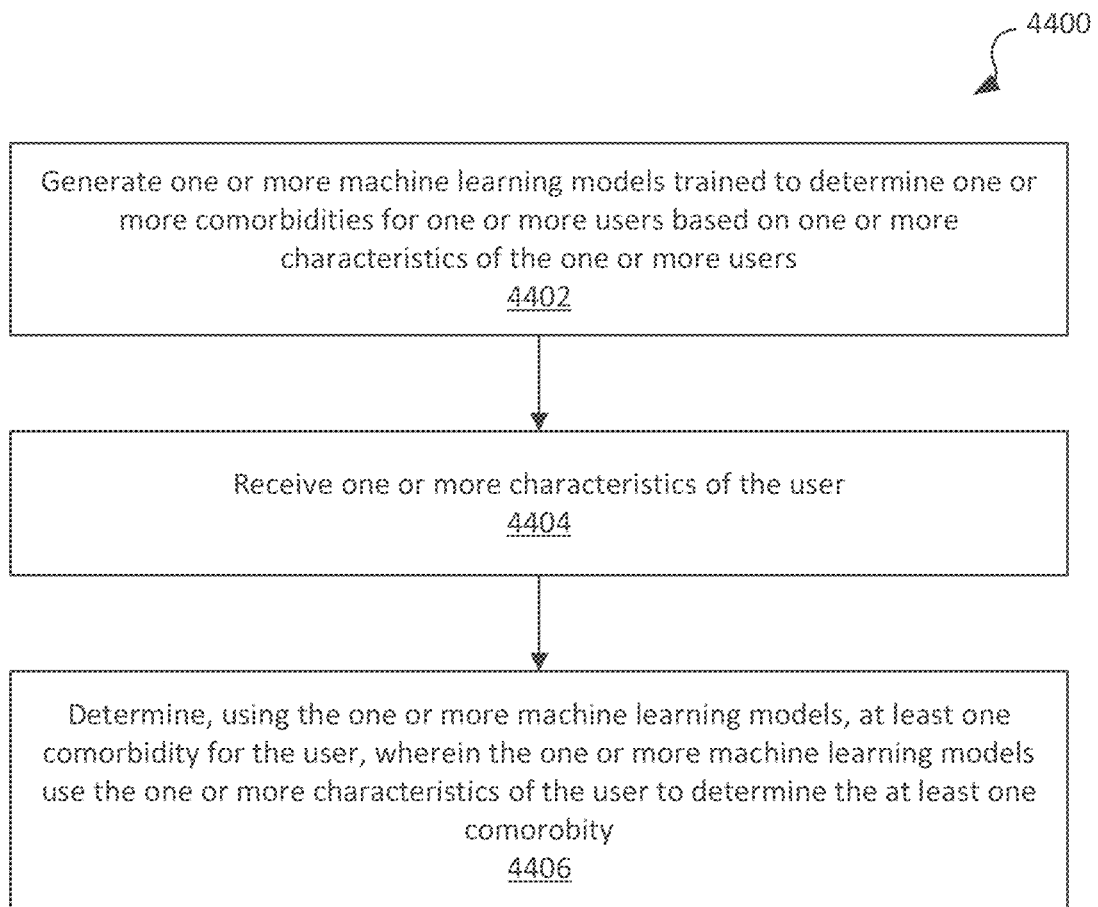 4400
Generate one or more machine learning models trained to determine one or
more comorbidities for one or more users based on one or more
characteristics of the one or more users
4402
Receive one or more characteristics of the user
4404
Determine, using the one or more machine learning models, at least one
comorbidity for the user, wherein the one or more machine learning models
use the one or more characteristics of the user to determine the at least one
comorobity
4406